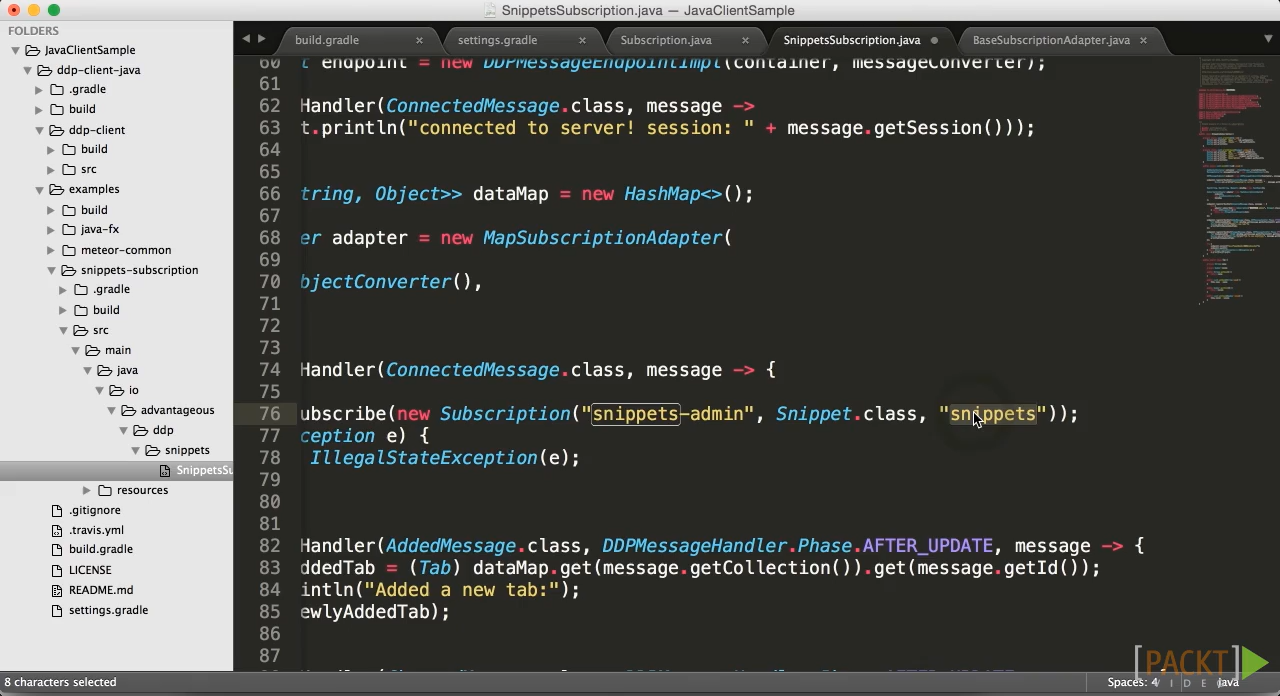 SnippetsSubscription.java — JavaClientSample
FOLDERS
JavaClientSample
ddp-client-java
.gradle
build
ddp-client
build
src
examples
build
java-fx
meteor-common
snippets-subscription
.gradle
build
src
main
java
io
advantageous
ddp
snippets
SnippetsSu
resources
.gitignore
.travis.yml
build.gradle
LICENSE
README.md
settings.gradle
build.gradle
settings.gradle
Subscription.java
SnippetsSubscription.java
BaseSubscriptionAdapter.java
60 t endpoint = new DDPMessageEndpointImpl(container, messageConverter);
61
62 Handler(ConnectedMessage.class, message ->
63 t.println("connected to server! session: " + message.getSession()));
64
65
66 tring, Object>> dataMap = new HashMap<>();
67
68 er adapter = new MapSubscriptionAdapter(
69
70 bjectConverter(),
71
72
73
74 Handler(ConnectedMessage.class, message -> {
75
76 ubscribe(new Subscription("snippets-admin", Snippet.class, "snippets"));
77 ception e) {
78 IllegalStateException(e);
79
80
81
82 Handler(AddedMessage.class, DDPMessageHandler.Phase.AFTER_UPDATE, message -> {
83 ddedTab = (Tab) dataMap.get(message.getCollection()).get(message.getId());
84 intln("Added a new tab:");
85 ewlyAddedTab);
86
87
[PACKT]
VIDEO
8 characters selected
Spaces: 4
java